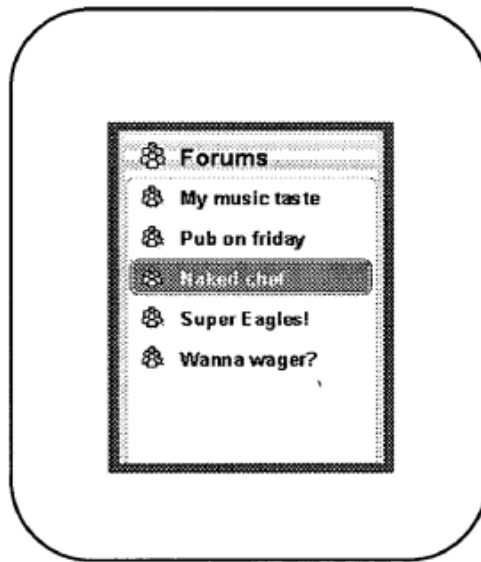 Forums
My music taste
Pub on friday
Naked chef
Super Eagles!
Wanna wager?